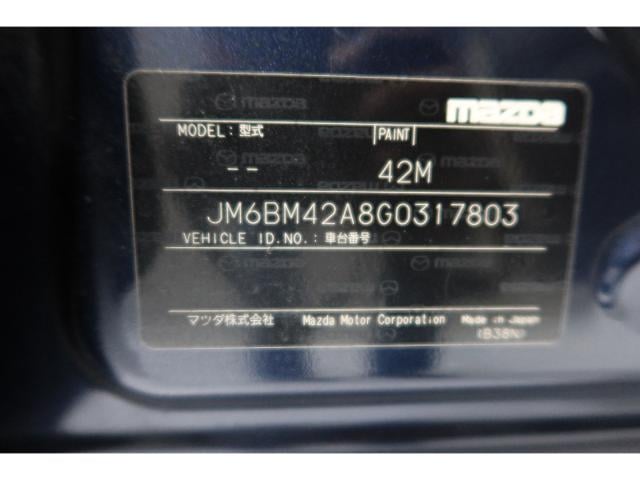 mazda
MODEL : 型式 PAINT
-- 42M
JM6BM42A8G0317803
VEHICLE ID.NO. : 車台番号
マツダ株式会社 Mazda Motor Corporation Made in Japan
(B38N)